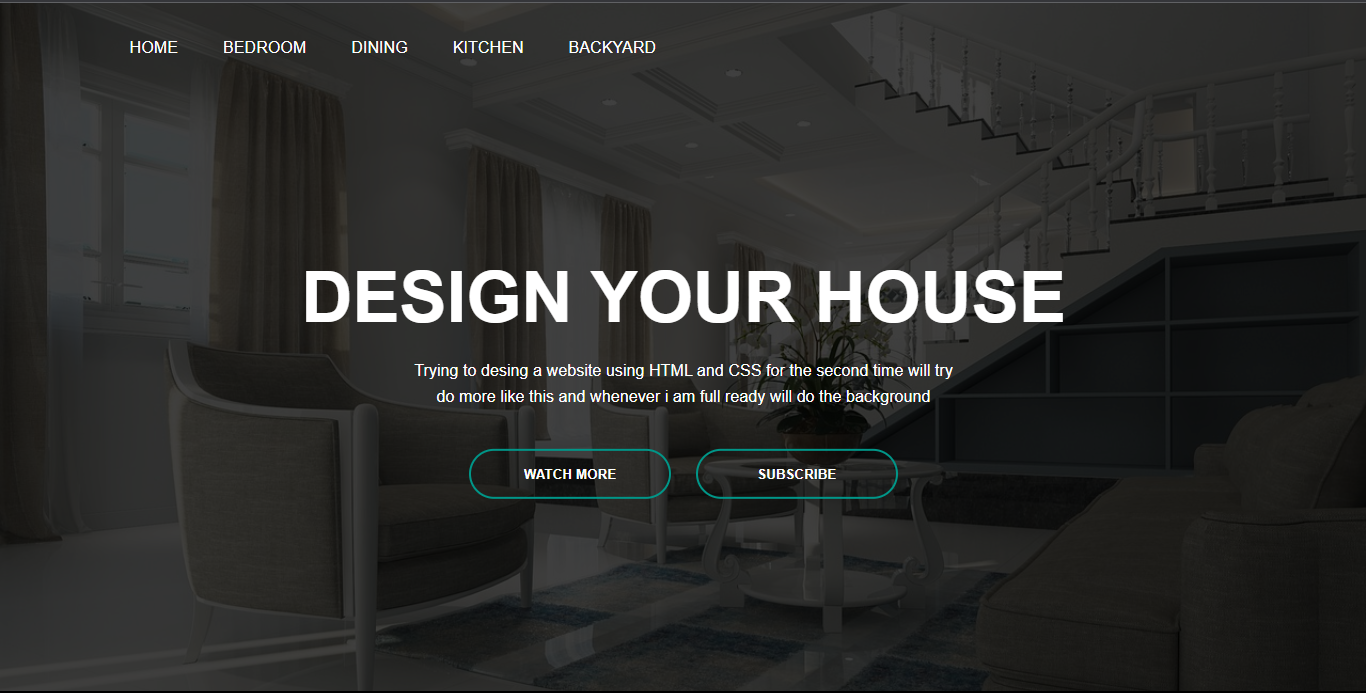 HOME BEDROOM DINING KITCHEN BACKYARD
DESIGN YOUR HOUSE
Trying to desing a website using HTML and CSS for the second time will try
do more like this and whenever i am full ready will do the background
WATCH MORE SUBSCRIBE